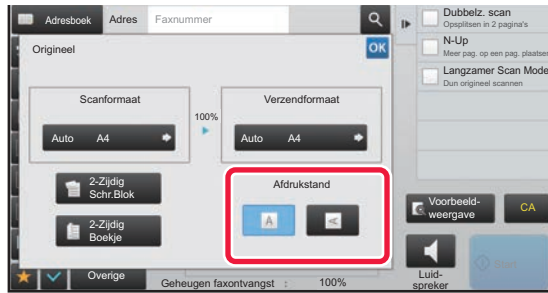 Adresboek
Adres
Faxnummer
Dubbelz. scan
Opsplitsen in 2 pagina's
N-Up
Meer pag. op een pag. plaatsen
Langzamer Scan Mode
Dun origineel scannen
Origineel
OK
Scanformaat
100%
Verzendformaat
Auto A4
Auto A4
2-Zijdig
Schr.Blok
2-Zijdig
Boekje
Afdrukstand
A
A
Voorbeeld-
weergave
CA
Luid-
spreker
Start
Overige
Geheugen faxontvangst : 100%